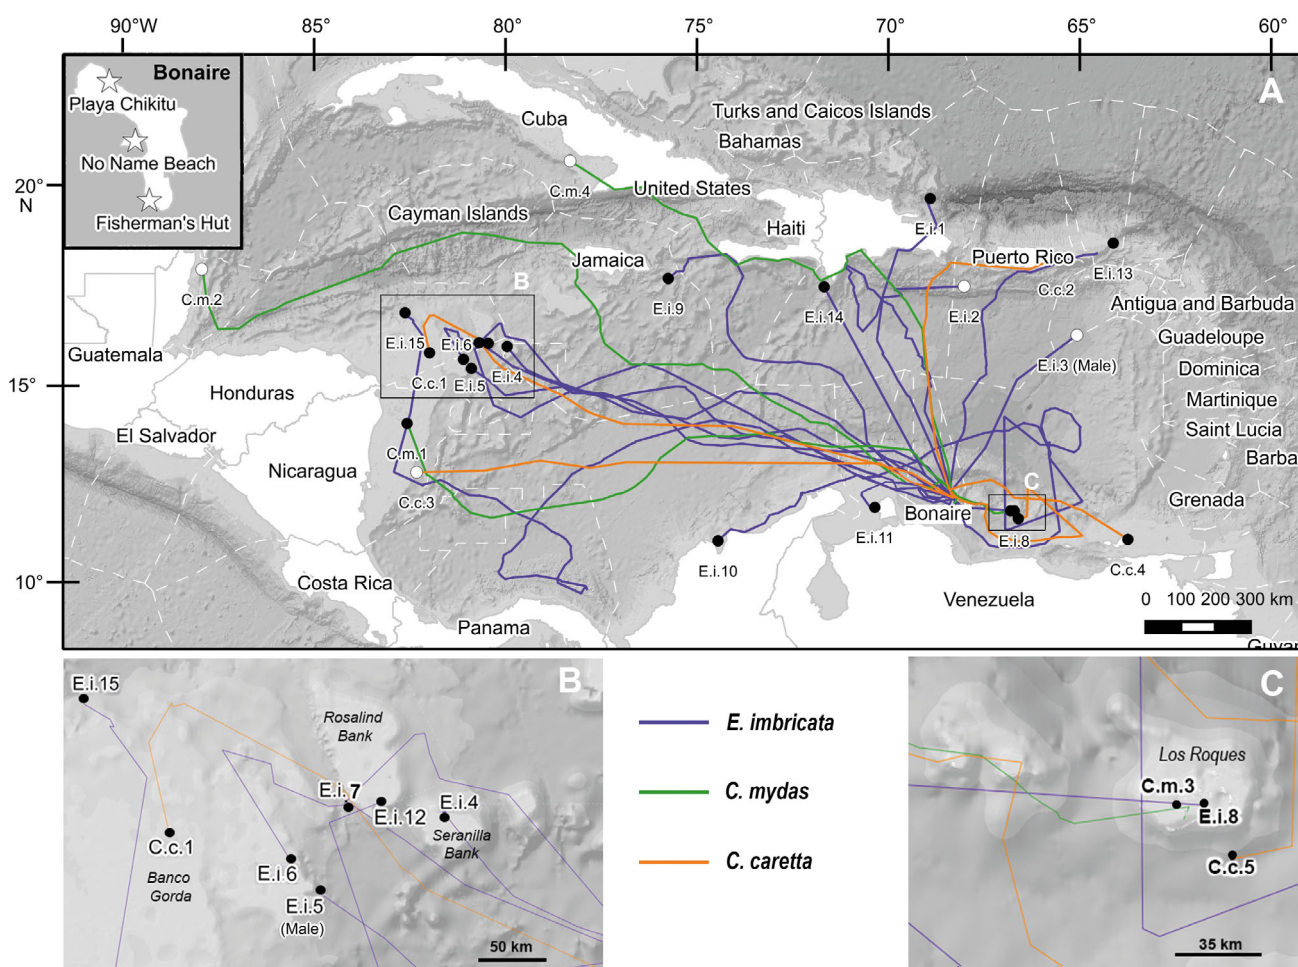 90°W 85° 80° 75° 70° 65° 60°
20°
N
15°
10°
Bonaire
Playa Chikitu
No Name Beach
Fisherman's Hut
A
Cuba
Turks and Caicos Islands
Bahamas
C.m.4
United States
Cayman Islands
Haiti
E.i.1
Jamaica
Puerto Rico
E.i.13
C.m.2
B
E.i.9
E.i.14
E.i.2
C.c.2
Antigua and Barbuda
Guadeloupe
E.i.15
E.i.6
E.i.3 (Male)
Guatemala
C.c.1
E.i.5
E.i.4
Dominica
Honduras
Martinique
El Salvador
Saint Lucia
C.m.1
Nicaragua
Barba
C.c.3
C
Grenada
Bonaire
E.i.11
E.i.8
E.i.10
C.c.4
Costa Rica
Venezuela
0 100 200 300 km
Panama
Guyan
B
E.i.15
Rosalind
Bank
E.i.7
E.i.12
E.i.4
C.c.1
Seranilla
Bank
E.i.6
Banco
Gorda
E.i.5
(Male)
50 km
E. imbricata
C. mydas
C. caretta
C
Los Roques
C.m.3
E.i.8
C.c.5
35 km